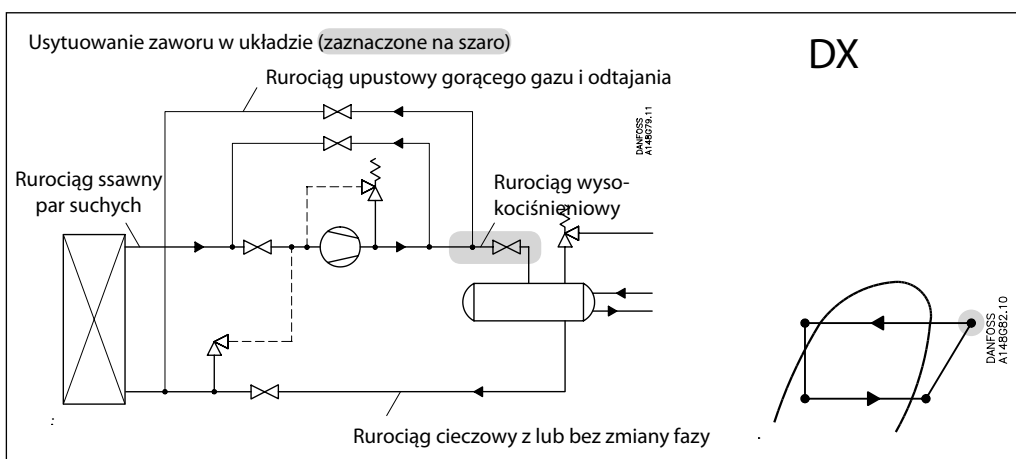 Usytuowanie zaworu w układzie (zaznaczone na szaro)
DX
Rurociąg upustowy gorącego gazu i odtajania
DANFOSS
A148G79.11
Rurociąg ssawny
par suchych
Rurociąg wyso-
kociśnieniowy
DANFOSS
A148G82.10
Rurociąg cieczowy z lub bez zmiany fazy